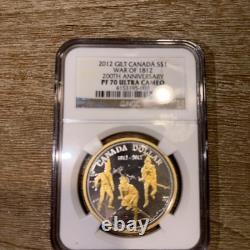 2012 GILT CANADA S$1
WAR OF 1812
200TH ANNIVERSARY
PF 70 ULTRA CAMEO
CANADA DOLLAR
1812-2012